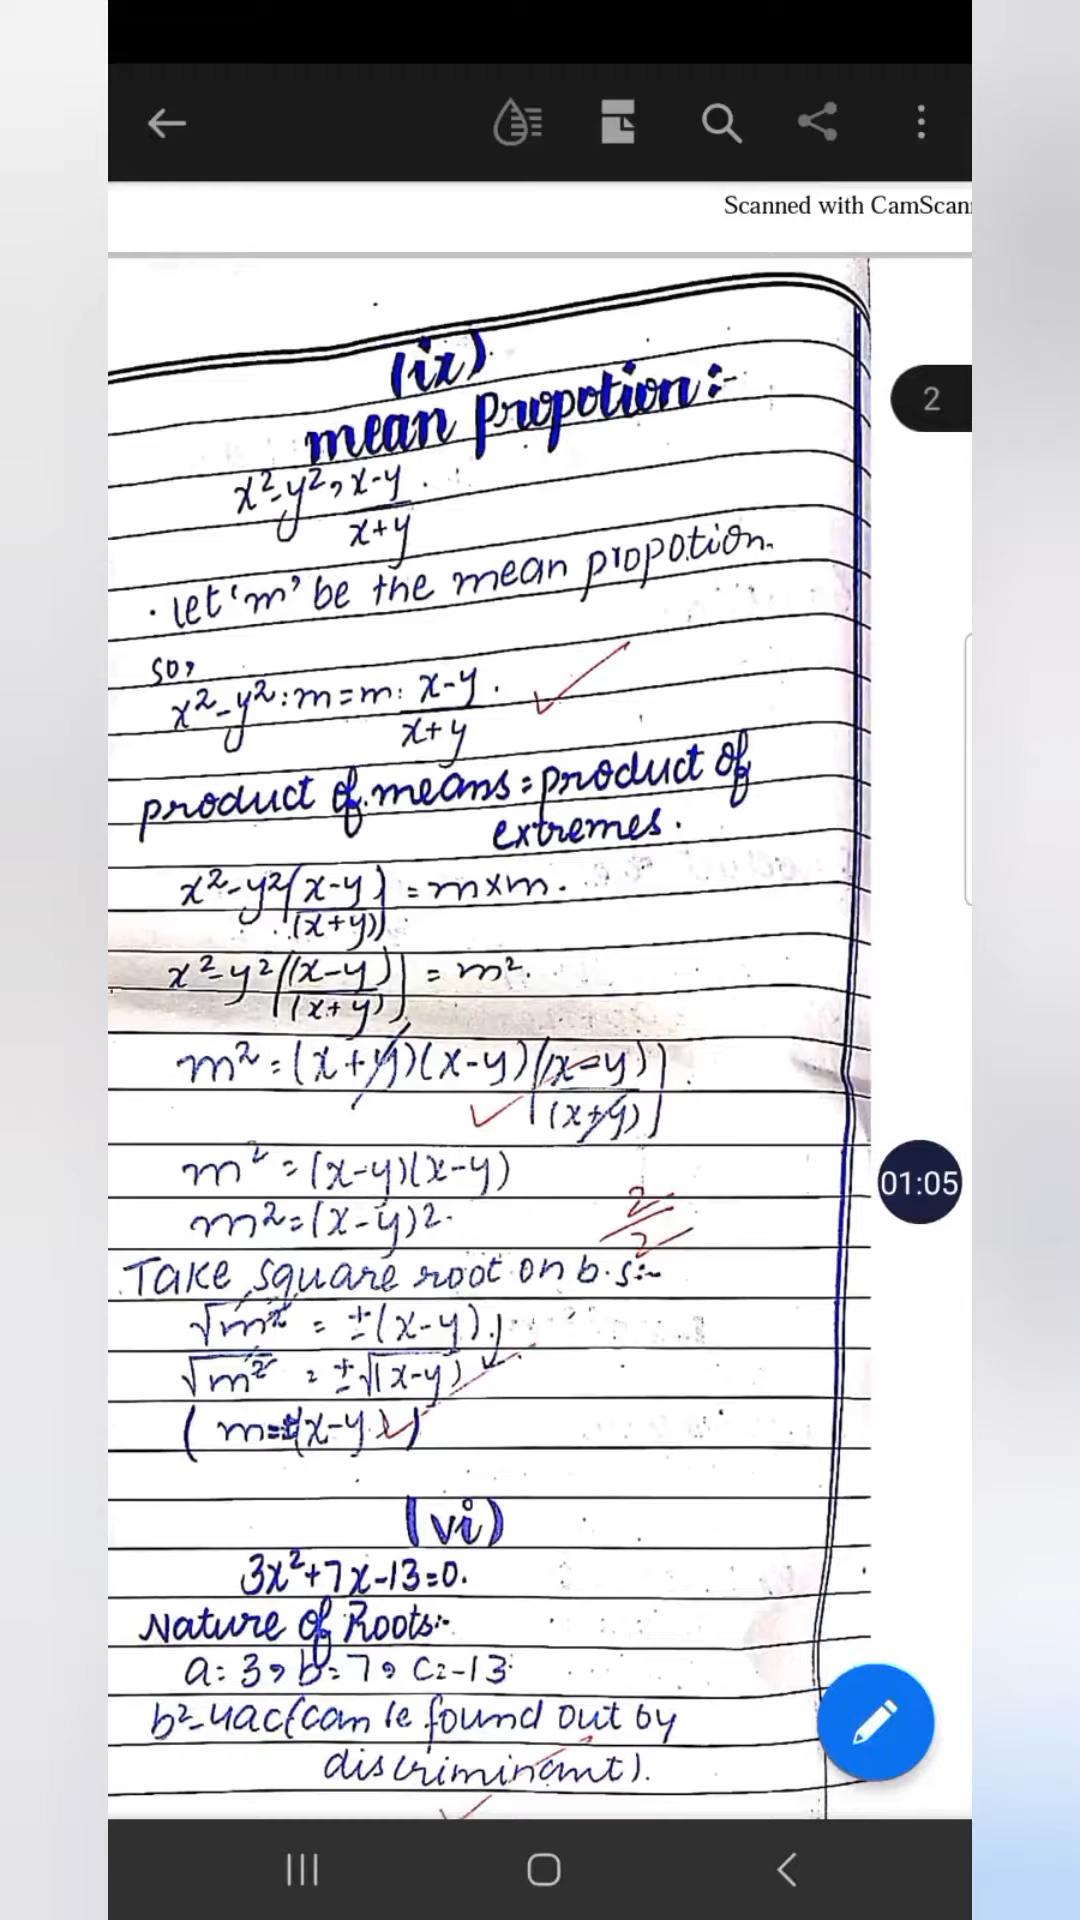 Scanned with CamScan
(ix)
mean propotion:-
x²-y², x-y
x+y
2
. let 'm' be the mean propotion.
so,
x²-y²:m=m: x-y.
x+y
product of means = product of
extremes.
x²-y²(x-y) = m×m.
(x+y)
x²-y²((x-y)) = m².
(x+y)
m²=(x+y)(x-y)((x-y))
(x+y)
m²=(x-y)(x-y)
01:05
m²=(x-y)2.
2
2
Take square root on b.s:-
√m² = ±(x-y)
√m² = ±√(x-y)
(m=±(x-y))
(vi)
3x²+7x-13=0.
Nature of Roots:-
a=3, b=7, c=-13
b²-4ac(can be found out by
discriminant).